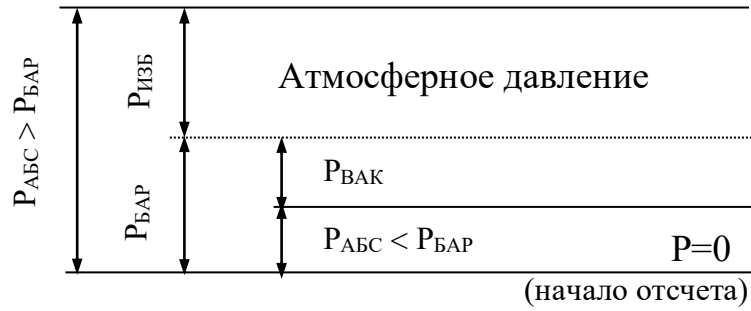 P_АБС > P_БАР
P_ИЗБ
P_БАР
Атмосферное давление
P_ВАК
P_АБС < P_БАР
P=0
(начало отсчета)